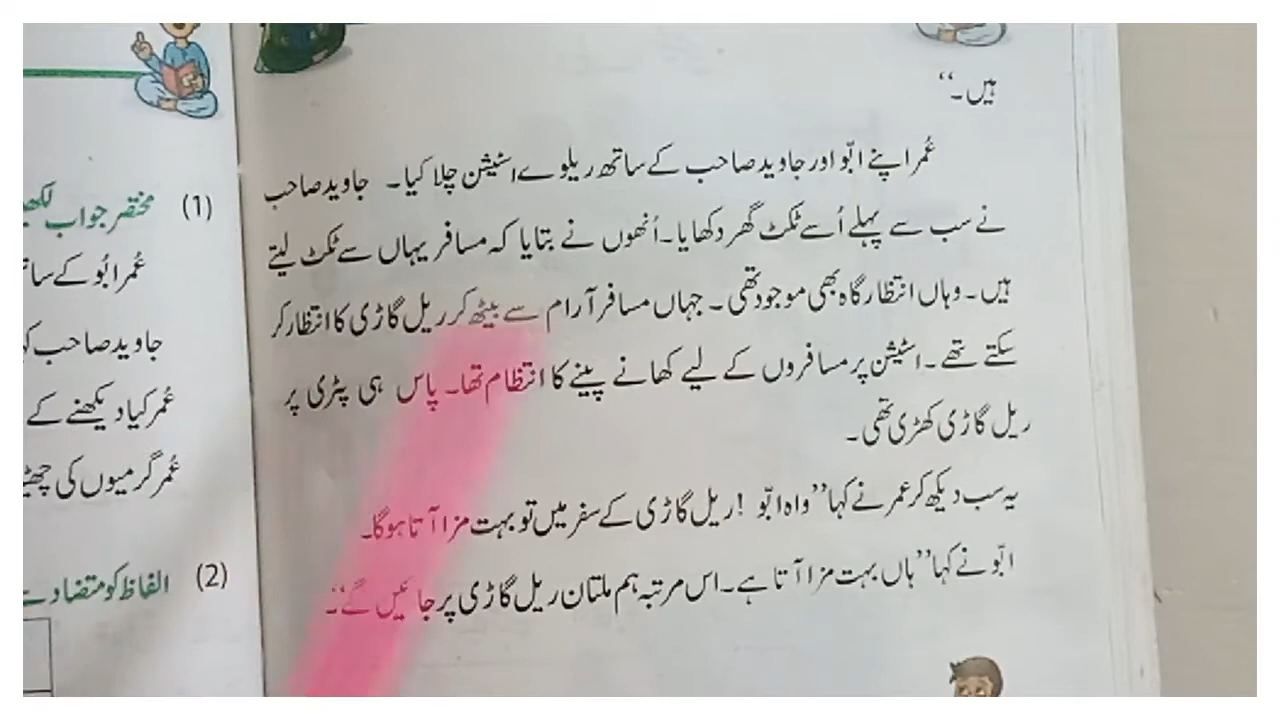 ہیں۔‘‘
عُمر اپنے ابّو اور جاوید صاحب کے ساتھ ریلوے اسٹیشن چلا گیا۔ جاوید صاحب
نے سب سے پہلے اُسے ٹکٹ گھر دکھایا۔ اُنھوں نے بتایا کہ مسافر یہاں سے ٹکٹ لیتے
ہیں۔ وہاں انتظار گاہ بھی موجود تھی۔ جہاں مسافر آرام سے بیٹھ کر ریل گاڑی کا انتظار کر
سکتے تھے۔ اسٹیشن پر مسافروں کے لیے کھانے پینے کا انتظام تھا۔ پاس ہی پٹری پر
ریل گاڑی کھڑی تھی۔
یہ سب دیکھ کر عمر نے کہا ’’واہ ابّو ! ریل گاڑی کے سفر میں تو بہت مزا آتا ہوگا۔
ابّو نے کہا ’’ہاں بہت مزا آتا ہے۔ اس مرتبہ ہم ملتان ریل گاڑی پر جائیں گے‘‘۔
(1) مختصر جواب
عُمر ابُو کے
جاوید صاحب
عُمر کیا دیکھنے کے
عُمر گرمیوں کی
(2) الفاظ کو متضاد